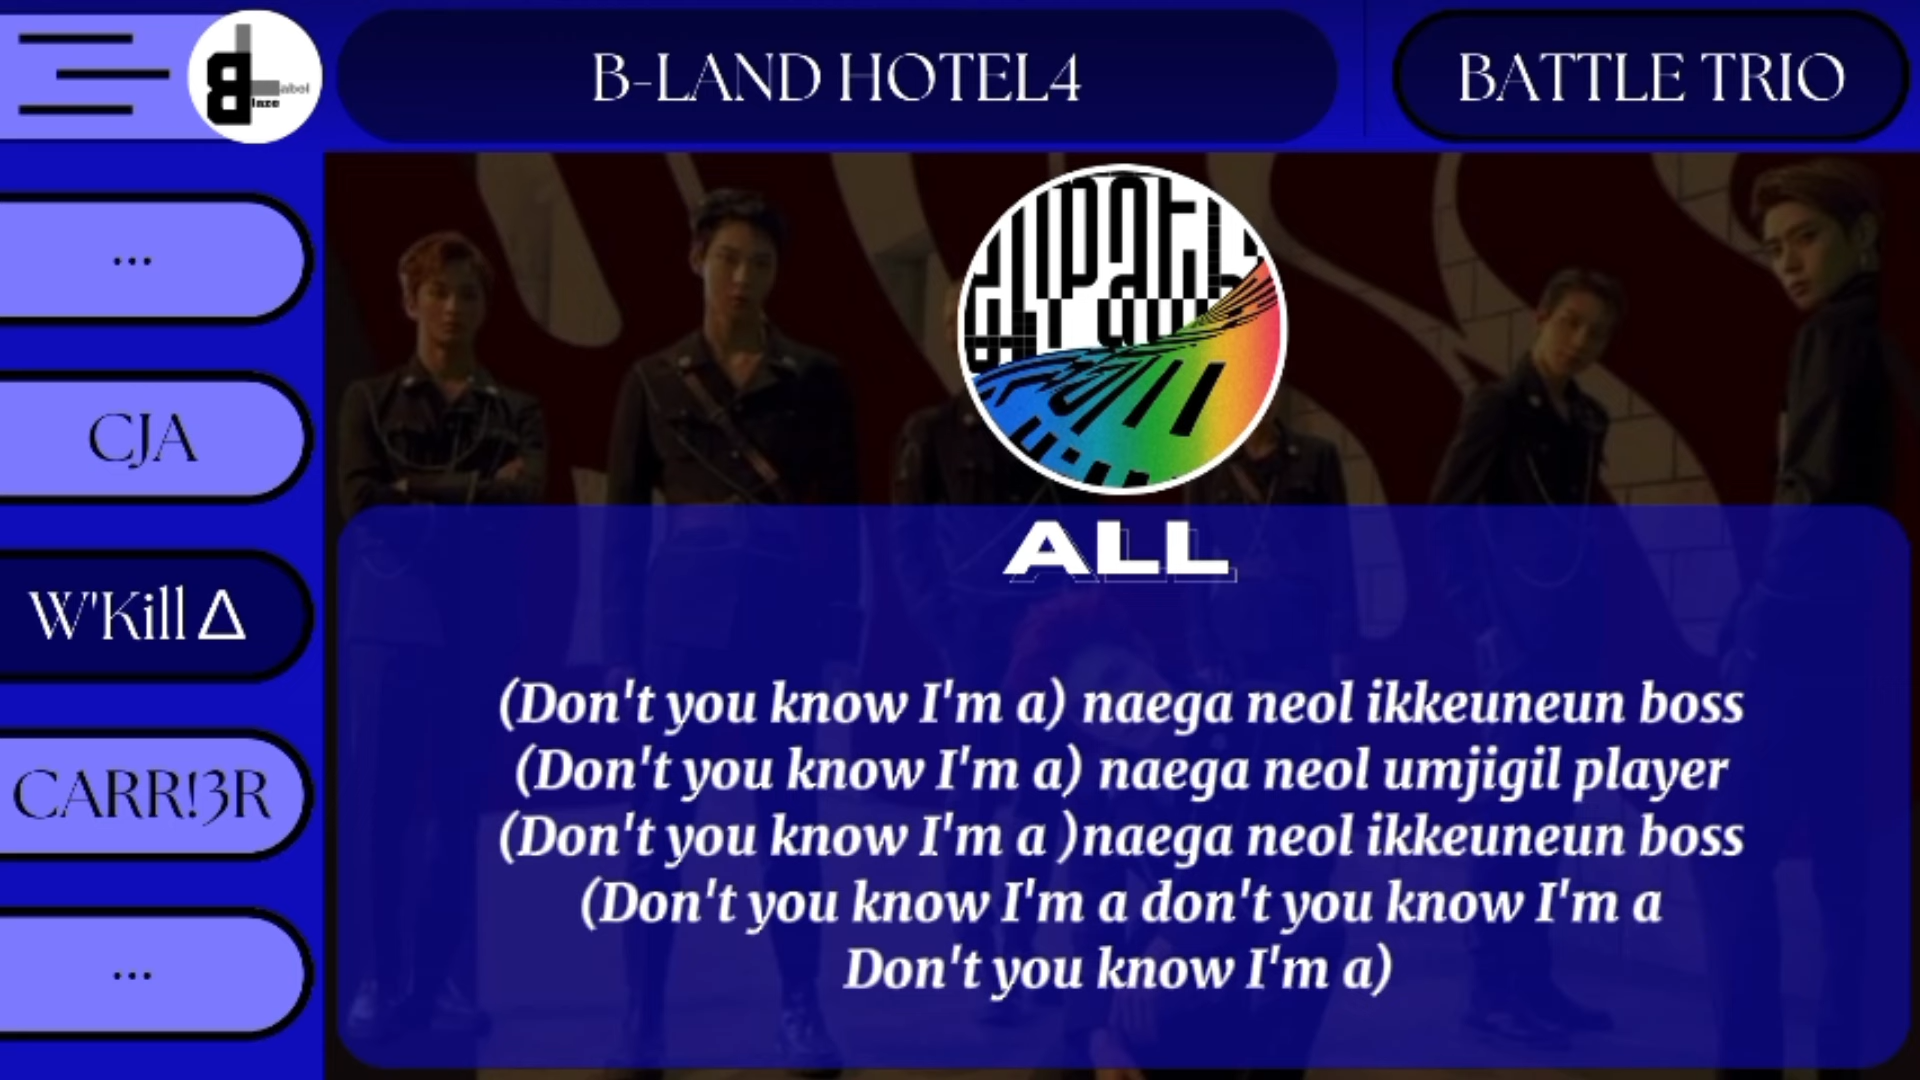 B
L
abel
laze
B-LAND HOTEL4
BATTLE TRIO
...
CJA
W'Kill Δ
CARR!3R
...
ALL
(Don't you know I'm a) naega neol ikkeuneun boss
(Don't you know I'm a) naega neol umjigil player
(Don't you know I'm a )naega neol ikkeuneun boss
(Don't you know I'm a don't you know I'm a
Don't you know I'm a)